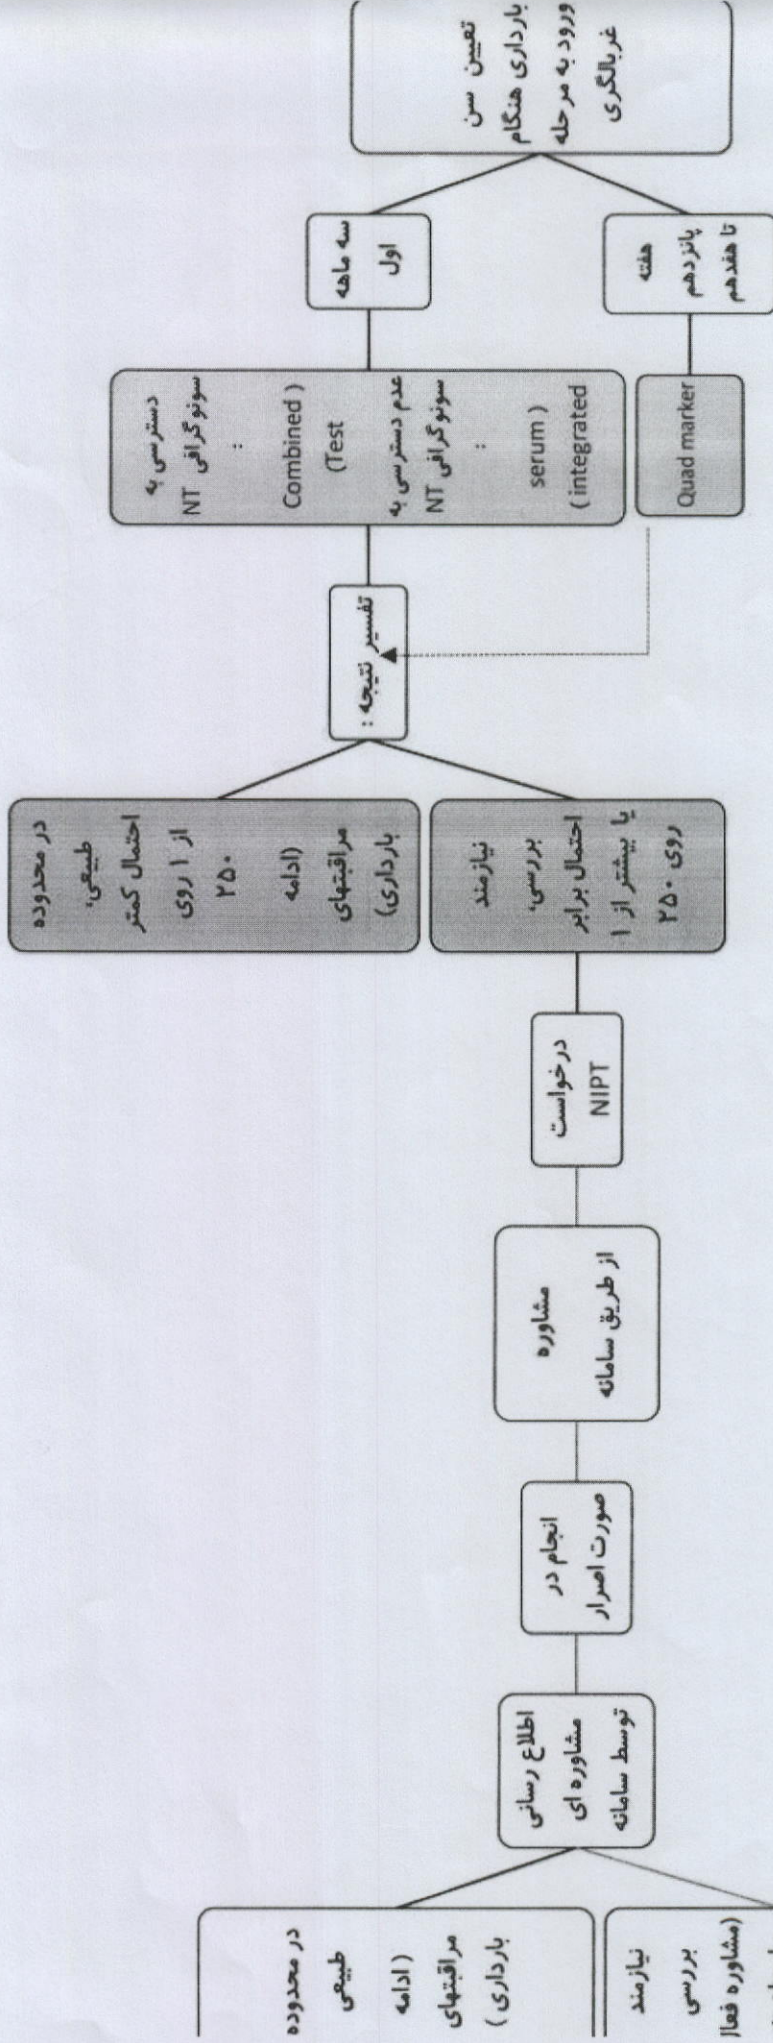 تعیین سن
بارداری هنگام
ورود به مرحله
غربالگری
سه ماهه
اول
هفته
پانزدهم
تا هفدهم
دسترسی به
سونوگرافی NT
:
Combined )
(Test
عدم دسترسی به
سونوگرافی NT
:
serum )
(integrated
Quad marker
تفسیر نتیجه :
در محدوده
طبیعی،
احتمال کمتر
از ۱ روی
۲۵۰
(ادامه
مراقبتهای
بارداری)
نیازمند
بررسی،
احتمال برابر
یا بیشتر از ۱
روی ۲۵۰
درخواست
NIPT
مشاوره
از طریق سامانه
انجام در
صورت اصرار
اطلاع رسانی
مشاوره ای
توسط سامانه
در محدوده
طبیعی
( ادامه
مراقبتهای
بارداری )
نیازمند
بررسی
(مشاوره فعال